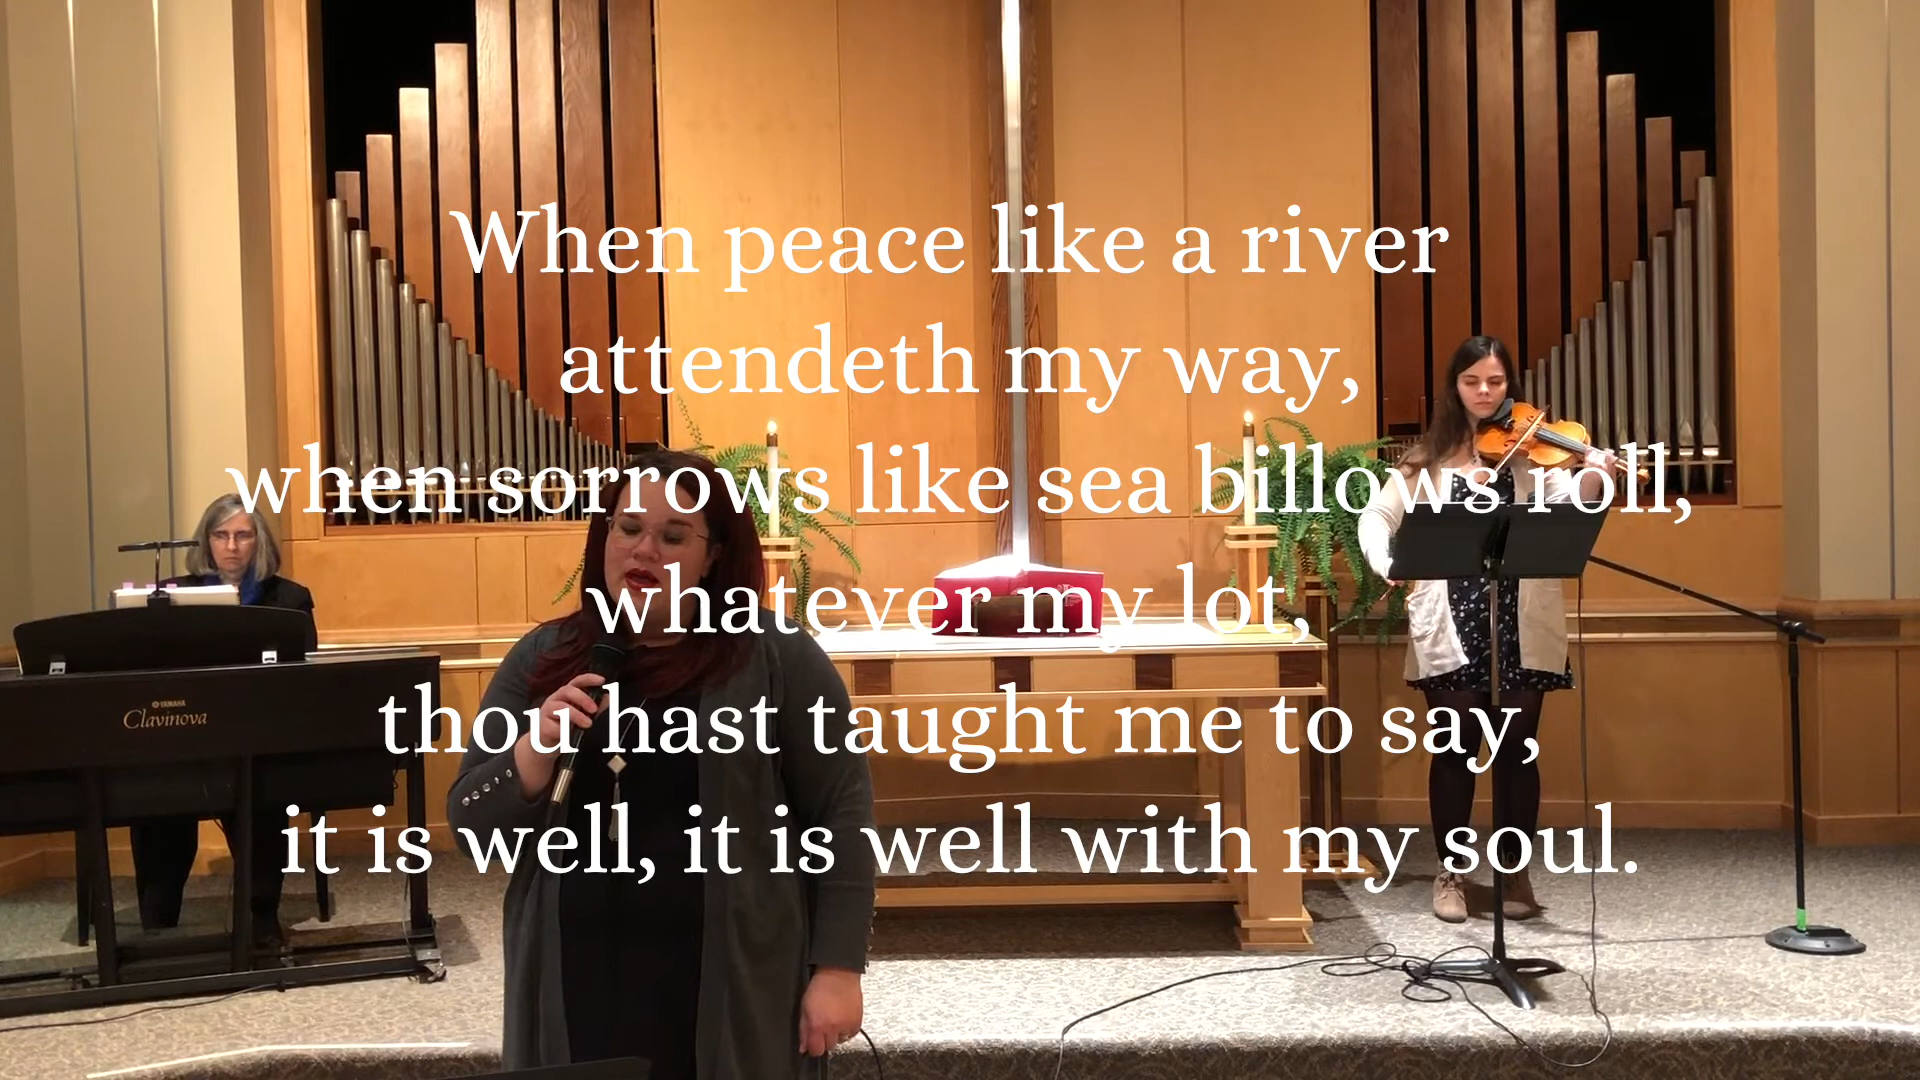 When peace like a river
attendeth my way,
when sorrows like sea billows roll,
whatever my lot,
thou hast taught me to say,
it is well, it is well with my soul.
YAMAHA
Clavinova